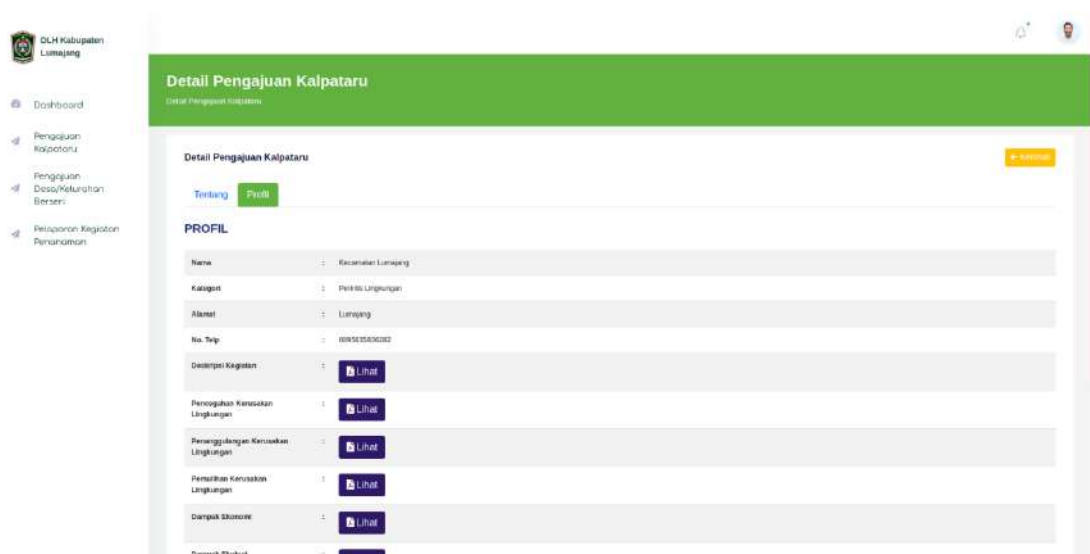 DLH Kabupaten
Lumajang
Dashboard
Pengajuan
Kalpataru
Pengajuan
Desa/Kelurahan
Berseri
Pelaporan Kegiatan
Penanaman
Detail Pengajuan Kalpataru
Detail Pengajuan Kalpataru
Detail Pengajuan Kalpataru
Kembali
Tentang Profil
PROFIL
Nama : Kecamatan Lumajang
Kategori : Perintis Lingkungan
Alamat : Lumajang
No. Telp :
Deskripsi Kegiatan : Lihat
Pencegahan Kerusakan
Lingkungan : Lihat
Penanggulangan Kerusakan
Lingkungan : Lihat
Pemulihan Kerusakan
Lingkungan : Lihat
Dampak Ekonomi : Lihat